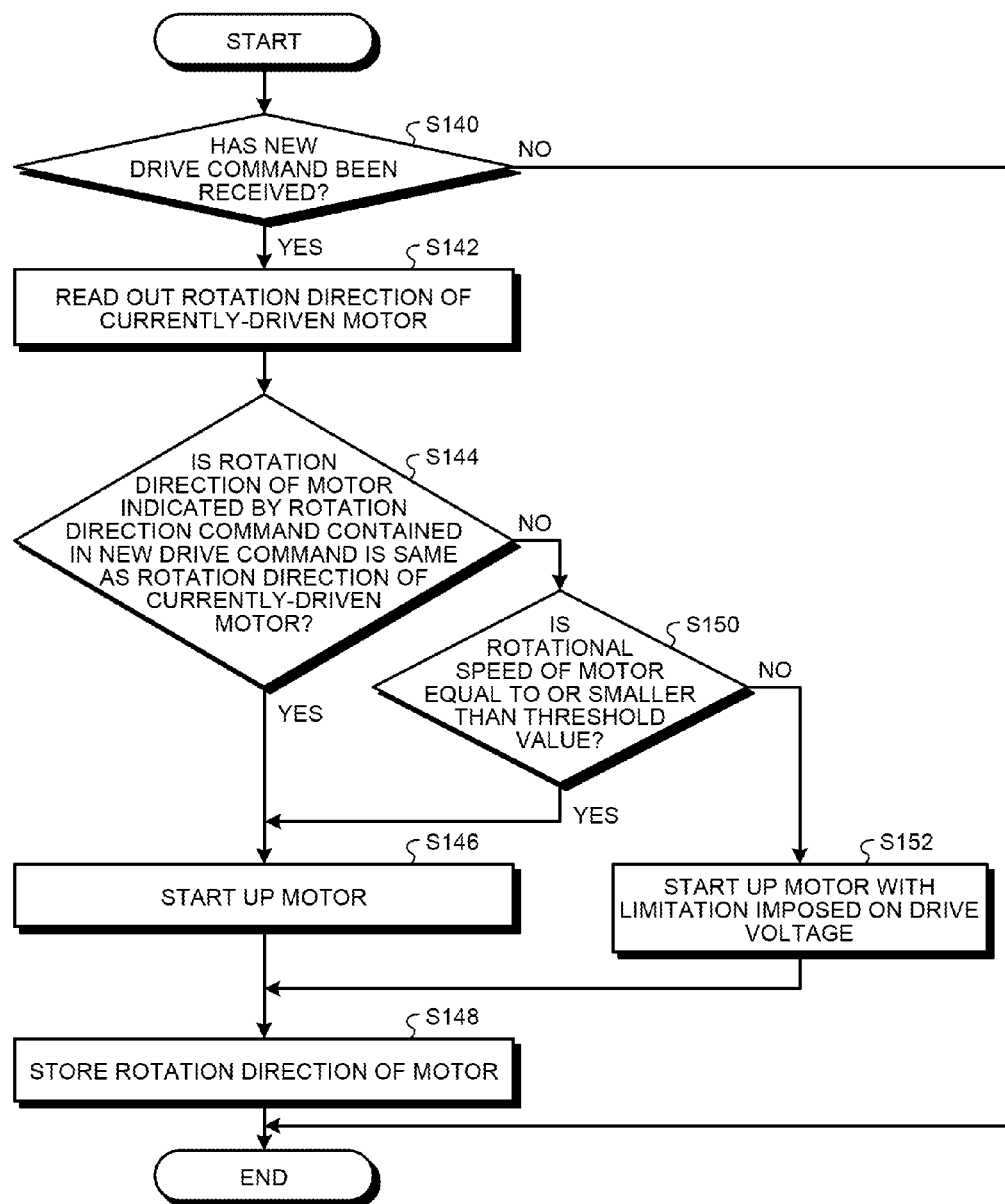 START
S140
HAS NEW
DRIVE COMMAND BEEN
RECEIVED?
NO
YES
S142
READ OUT ROTATION DIRECTION OF
CURRENTLY-DRIVEN MOTOR
S144
IS ROTATION
DIRECTION OF MOTOR
INDICATED BY ROTATION
DIRECTION COMMAND CONTAINED
IN NEW DRIVE COMMAND IS SAME
AS ROTATION DIRECTION OF
CURRENTLY-DRIVEN
MOTOR?
NO
YES
S150
IS
ROTATIONAL
SPEED OF MOTOR
EQUAL TO OR SMALLER
THAN THRESHOLD
VALUE?
NO
YES
S146
START UP MOTOR
S152
START UP MOTOR WITH
LIMITATION IMPOSED ON DRIVE
VOLTAGE
S148
STORE ROTATION DIRECTION OF MOTOR
END